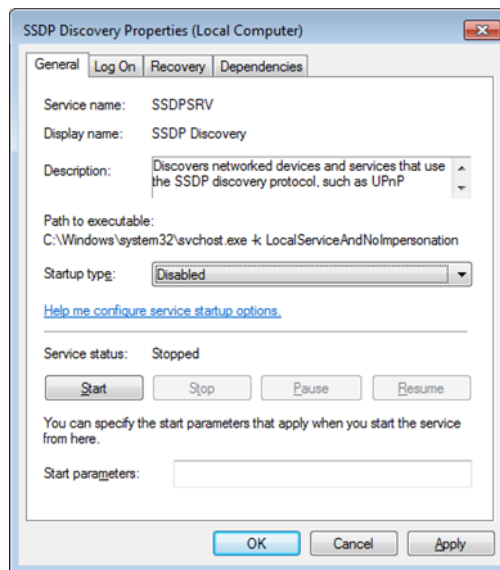 SSDP Discovery Properties (Local Computer)
General Log On Recovery Dependencies
Service name: SSDPSRV
Display name: SSDP Discovery
Description: Discovers networked devices and services that use
the SSDP discovery protocol, such as UPnP
Path to executable:
C:\Windows\system32\svchost.exe -k LocalServiceAndNoImpersonation
Startup type: Disabled
Help me configure service startup options.
Service status: Stopped
Start Stop Pause Resume
You can specify the start parameters that apply when you start the service
from here.
Start parameters:
OK Cancel Apply